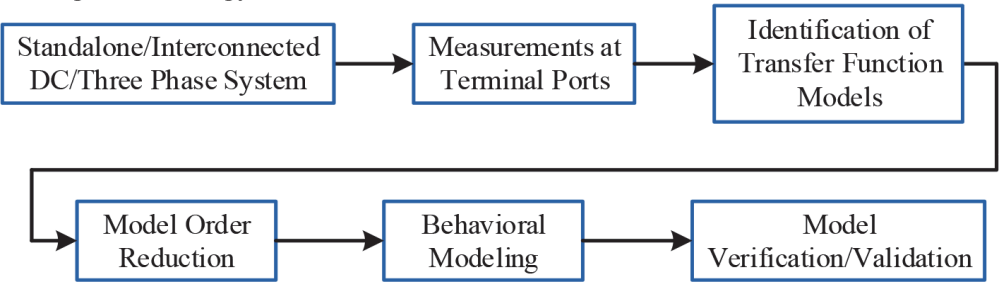 Standalone/Interconnected
DC/Three Phase System
Measurements at
Terminal Ports
Identification of
Transfer Function
Models
Model Order
Reduction
Behavioral
Modeling
Model
Verification/Validation